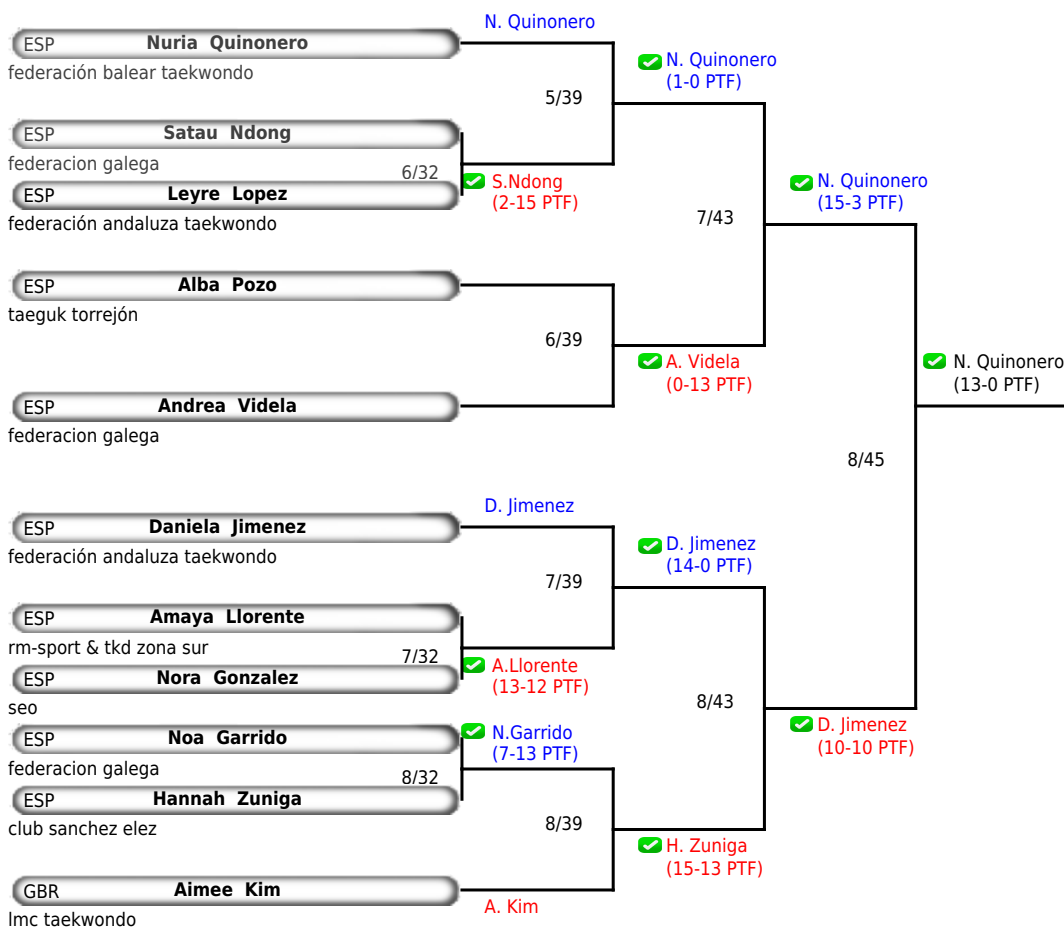 N. Quinonero
ESP Nuria Quinonero
federación balear taekwondo
5/39
N. Quinonero
(1-0 PTF)
ESP Satau Ndong
federacion galega
6/32
S.Ndong
(2-15 PTF)
ESP Leyre Lopez
federación andaluza taekwondo
7/43
N. Quinonero
(15-3 PTF)
ESP Alba Pozo
taeguk torrejón
6/39
A. Videla
(0-13 PTF)
ESP Andrea Videla
federacion galega
N. Quinonero
(13-0 PTF)
8/45
D. Jimenez
ESP Daniela Jimenez
federación andaluza taekwondo
7/39
D. Jimenez
(14-0 PTF)
ESP Amaya Llorente
rm-sport & tkd zona sur
7/32
A.Llorente
(13-12 PTF)
ESP Nora Gonzalez
seo
8/43
D. Jimenez
(10-10 PTF)
ESP Noa Garrido
federacion galega
8/32
N.Garrido
(7-13 PTF)
ESP Hannah Zuniga
club sanchez elez
8/39
H. Zuniga
(15-13 PTF)
GBR Aimee Kim
lmc taekwondo
A. Kim